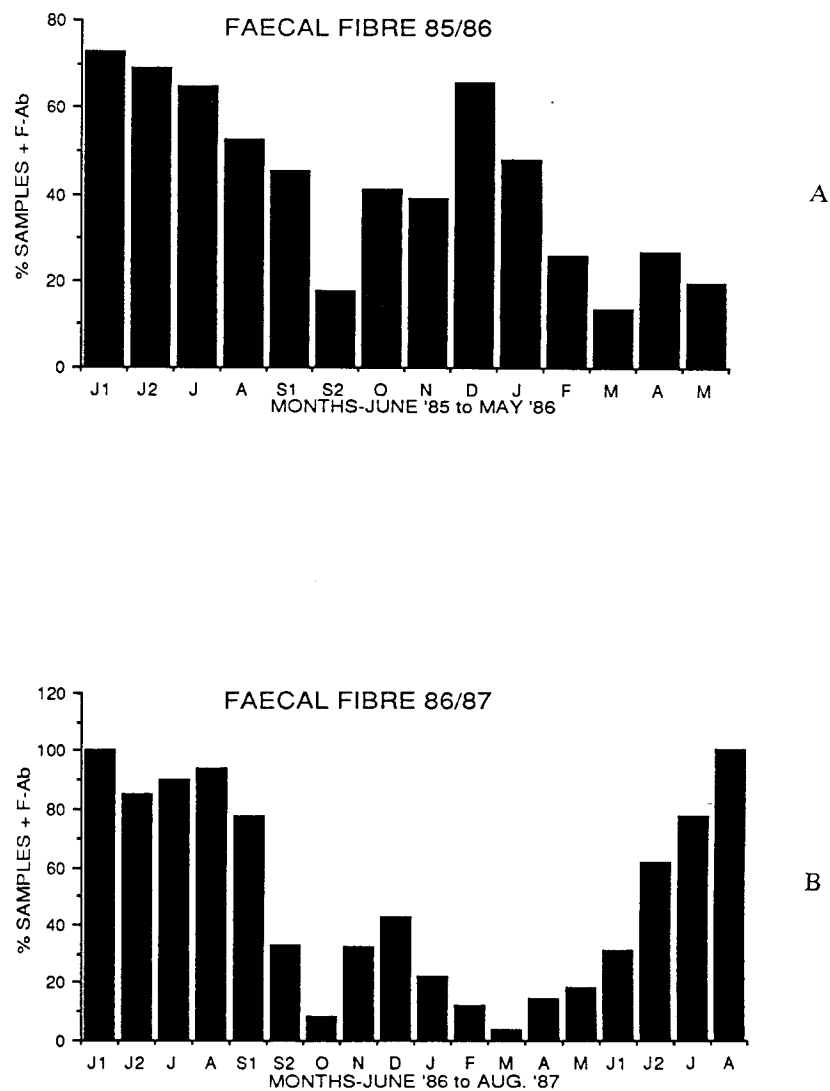 FAECAL FIBRE 85/86
% SAMPLES + F-Ab
80
60
40
20
0
J1 J2 J A S1 S2 O N D J F M A M
MONTHS-JUNE '85 to MAY '86
A
FAECAL FIBRE 86/87
% SAMPLES + F-Ab
120
100
80
60
40
20
0
J1 J2 J A S1 S2 O N D J F M A M J1 J2 J A
MONTHS-JUNE '86 to AUG. '87
B